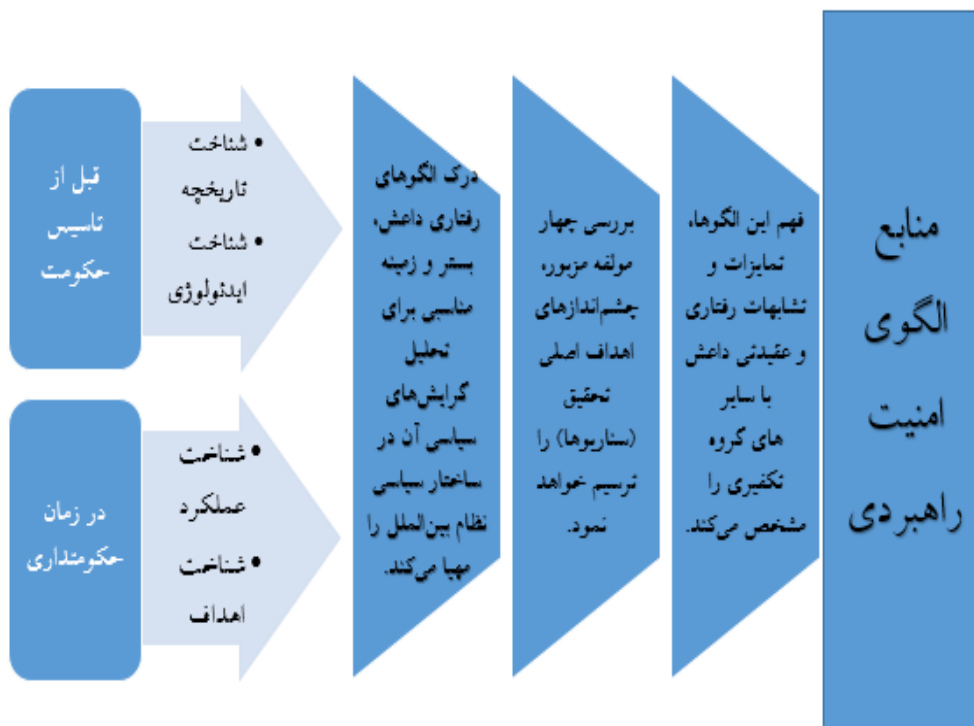 قبل از
تاسیس
حکومت
• شناخت
تاریخچه
• شناخت
ایدئولوژی
در زمان
حکومتداری
• شناخت
عملکرد
• شناخت
اهداف
درک الگوهای
رفتاری داعش،
بستر و زمینه
مناسبی برای
تحلیل
گرایش‌های
سیاسی آن در
ساختار سیاسی
نظام بین‌الملل را
مهیا می‌کند.
بررسی چهار
مولفه مزبور،
چشم‌اندازهای
اهداف اصلی
تحقیق
(سناریوها) را
ترسیم خواهد
نمود.
فهم این الگوها،
تمایزات و
تشابهات رفتاری
و عقیدتی داعش
با سایر
گروه های
تکفیری را
مشخص می‌کند.
منابع
الگوی
امنیت
راهبردی